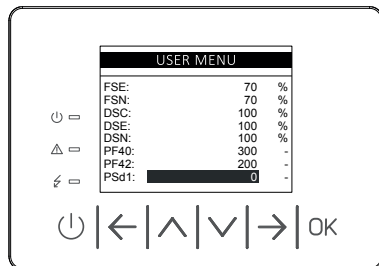 USER MENU
FSE: 70 %
FSN: 70 %
DSC: 100 %
DSE: 100 %
DSN: 100 %
PF40: 300 -
PF42: 200 -
PSd1: 0 -
OK